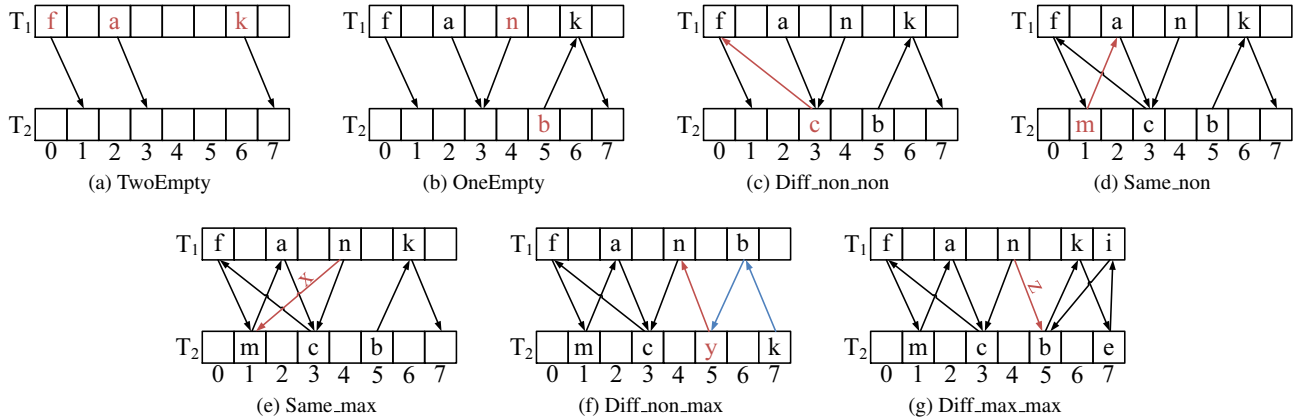 T1 f a k
T2
0 1 2 3 4 5 6 7
(a) TwoEmpty
T1 f a n k
T2 b
0 1 2 3 4 5 6 7
(b) OneEmpty
T1 f a n k
T2 c b
0 1 2 3 4 5 6 7
(c) Diff_non_non
T1 f a n k
T2 m c b
0 1 2 3 4 5 6 7
(d) Same_non
T1 f a n k
x
T2 m c b
0 1 2 3 4 5 6 7
(e) Same_max
T1 f a n b
T2 m c y k
0 1 2 3 4 5 6 7
(f) Diff_non_max
T1 f a n k i
z
T2 m c b e
0 1 2 3 4 5 6 7
(g) Diff_max_max